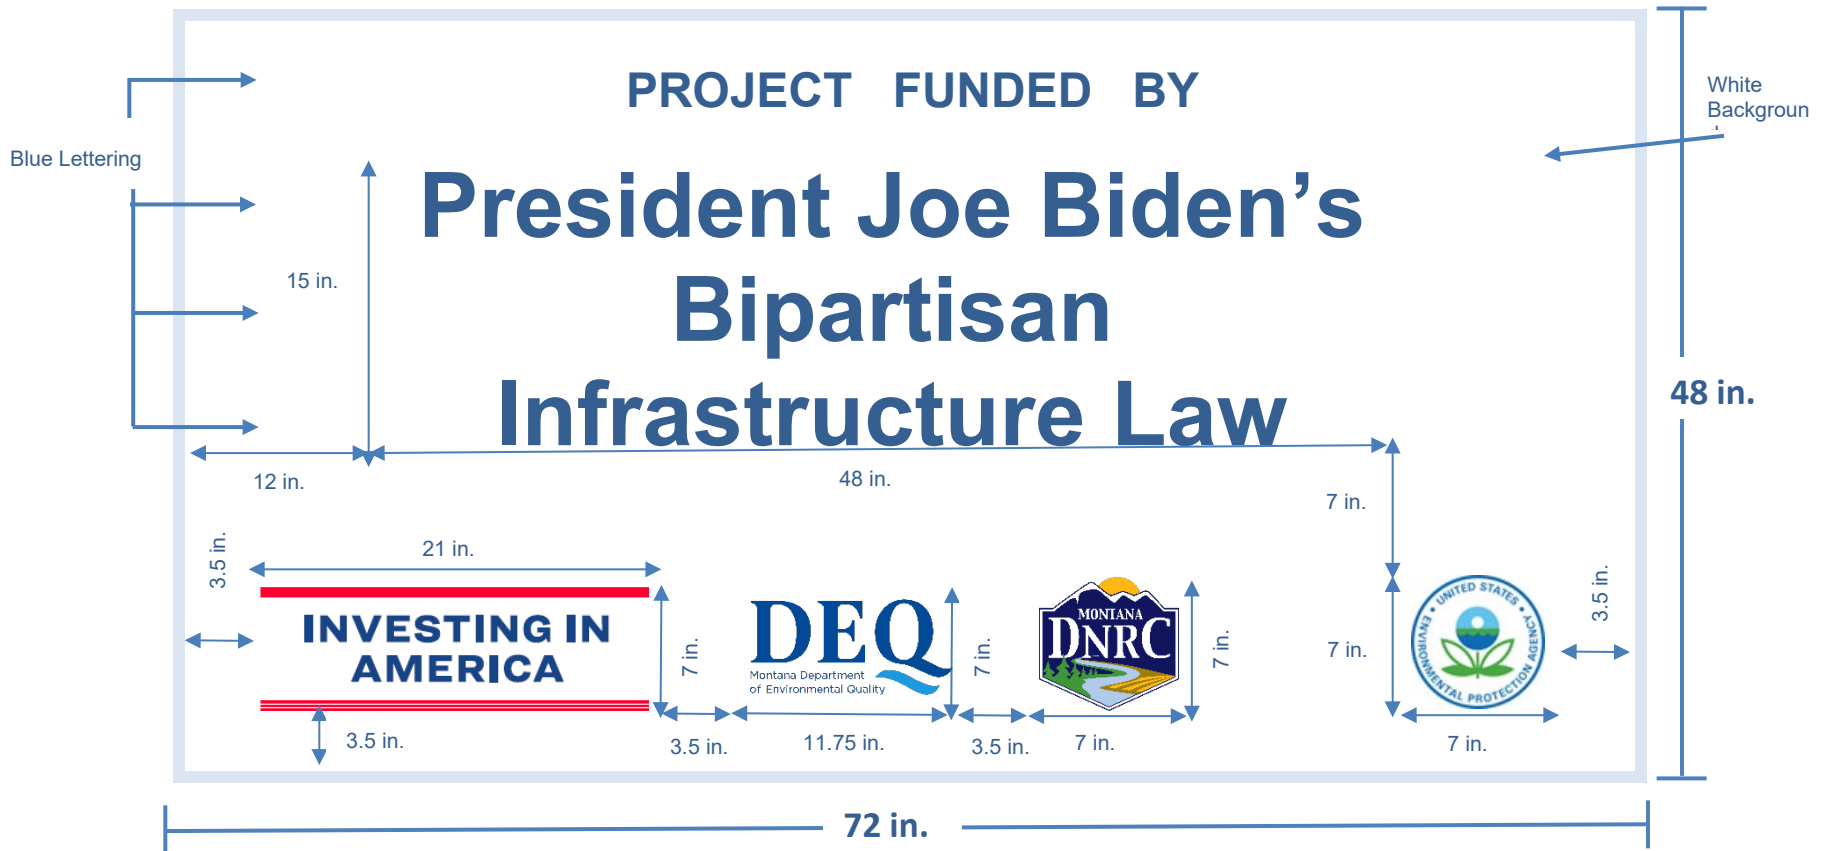 PROJECT FUNDED BY
White
Backgroun
Blue Lettering
President Joe Biden’s
15 in.
Bipartisan
Infrastructure Law
48 in.
12 in.
48 in.
7 in.
3.5 in.
21 in.
3.5 in.
INVESTING IN
AMERICA
7 in.
DEQ
Montana Department
of Environmental Quality
7 in.
MONTANA
DNRC
7 in.
7 in.
UNITED STATES
ENVIRONMENTAL PROTECTION AGENCY
3.5 in.
3.5 in.
11.75 in.
3.5 in.
7 in.
7 in.
72 in.